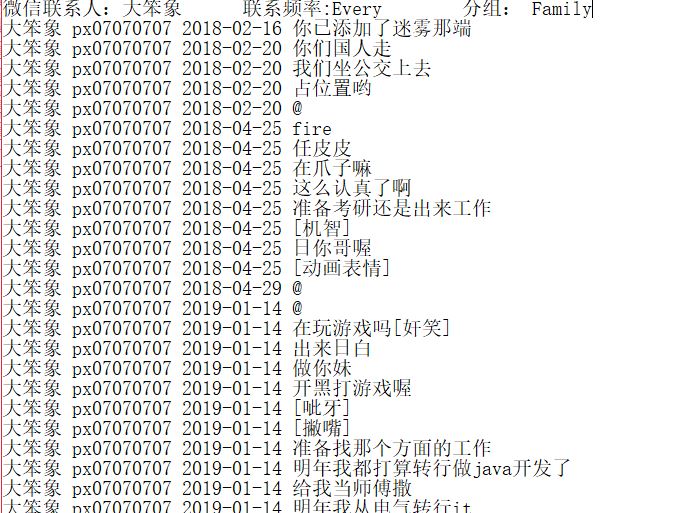 微信联系人：大笨象 联系频率:Every 分组： Family
大笨象 px07070707 2018-02-16 你已添加了迷雾那端
大笨象 px07070707 2018-02-20 你们国人走
大笨象 px07070707 2018-02-20 我们坐公交上去
大笨象 px07070707 2018-02-20 占位置哟
大笨象 px07070707 2018-02-20 @
大笨象 px07070707 2018-04-25 fire
大笨象 px07070707 2018-04-25 任皮皮
大笨象 px07070707 2018-04-25 在爪子嘛
大笨象 px07070707 2018-04-25 这么认真了啊
大笨象 px07070707 2018-04-25 准备考研还是出来工作
大笨象 px07070707 2018-04-25 [机智]
大笨象 px07070707 2018-04-25 日你哥喔
大笨象 px07070707 2018-04-25 [动画表情]
大笨象 px07070707 2018-04-29 @
大笨象 px07070707 2019-01-14 @
大笨象 px07070707 2019-01-14 在玩游戏吗[奸笑]
大笨象 px07070707 2019-01-14 出来日白
大笨象 px07070707 2019-01-14 做你妹
大笨象 px07070707 2019-01-14 开黑打游戏喔
大笨象 px07070707 2019-01-14 [呲牙]
大笨象 px07070707 2019-01-14 [撇嘴]
大笨象 px07070707 2019-01-14 准备找那个方面的工作
大笨象 px07070707 2019-01-14 明年我都打算转行做java开发了
大笨象 px07070707 2019-01-14 给我当师傅撒
大笨象 px07070707 2019-01-14 明年我从电气转行it